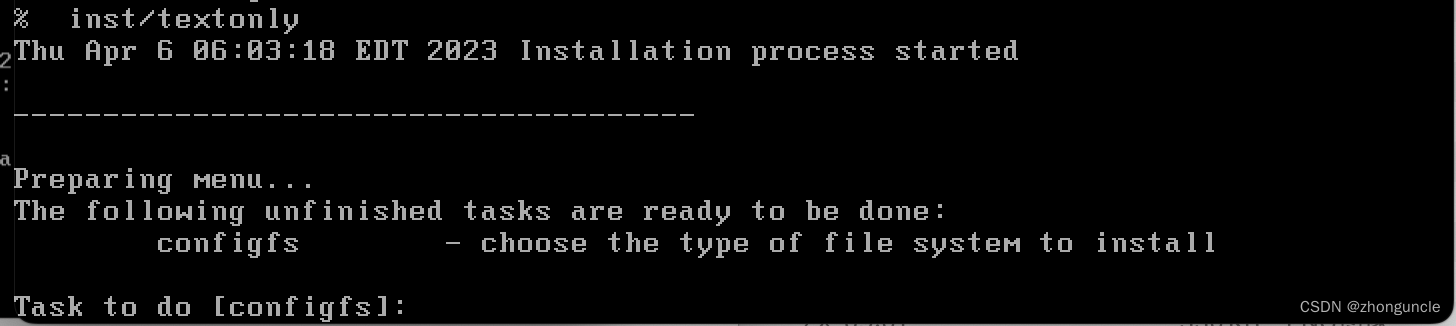 %  inst/textonly
Thu Apr 6 06:03:18 EDT 2023 Installation process started
--------------------------------------
Preparing menu...
The following unfinished tasks are ready to be done:
        configfs        - choose the type of file system to install
Task to do [configfs]:
CSDN @zhonguncle
2
:
a